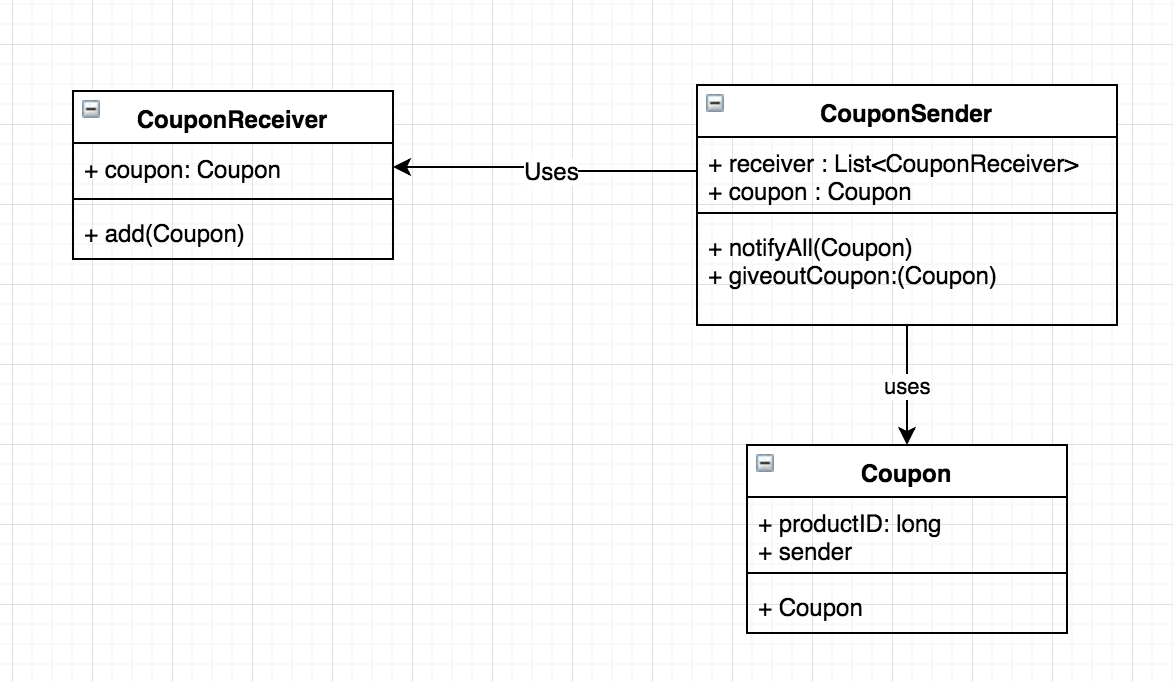 CouponReceiver
+ coupon: Coupon
+ add(Coupon)
Uses
CouponSender
+ receiver : List<CouponReceiver>
+ coupon : Coupon
+ notifyAll(Coupon)
+ giveoutCoupon:(Coupon)
uses
Coupon
+ productID: long
+ sender
+ Coupon